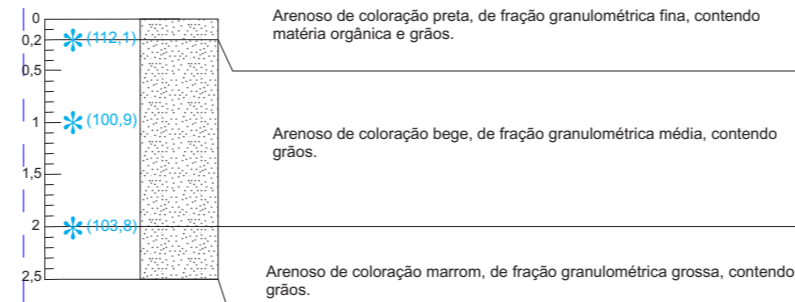 0
Arenoso de coloração preta, de fração granulométrica fina, contendo
matéria orgânica e grãos.
0,2
(112,1)
0,5
1
(100,9)
Arenoso de coloração bege, de fração granulométrica média, contendo
grãos.
1,5
2
(103,8)
2,5
Arenoso de coloração marrom, de fração granulométrica grossa, contendo
grãos.